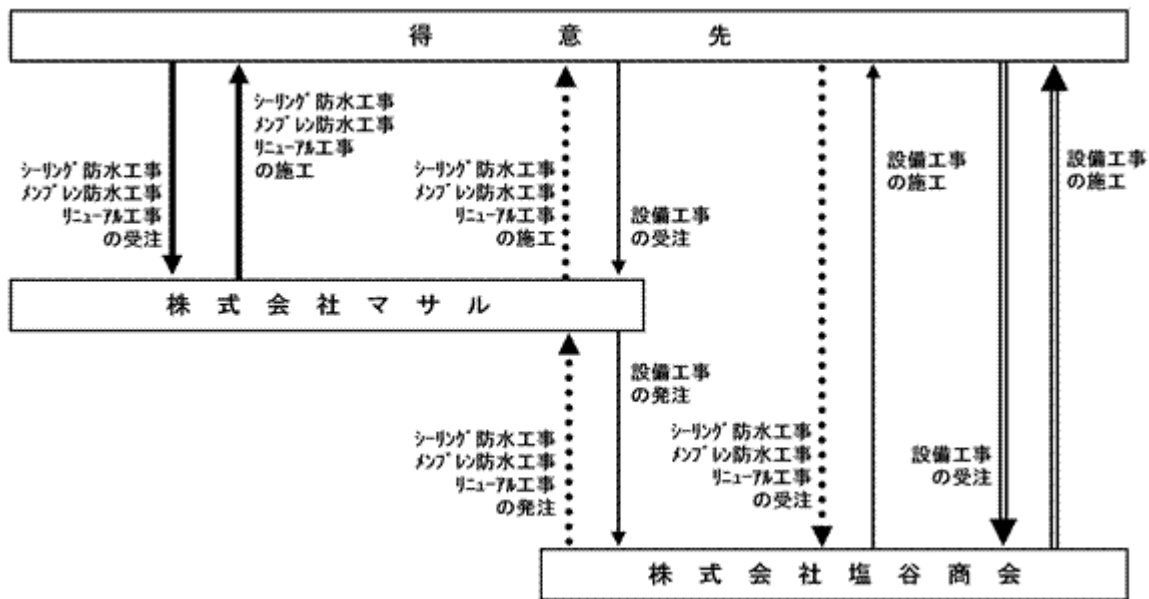 得意先
ｼｰﾘﾝｸﾞ防水工事
ﾒﾝﾌﾞﾚﾝ防水工事
ﾘﾆｭｰｱﾙ工事
の受注
ｼｰﾘﾝｸﾞ防水工事
ﾒﾝﾌﾞﾚﾝ防水工事
ﾘﾆｭｰｱﾙ工事
の施工
ｼｰﾘﾝｸﾞ防水工事
ﾒﾝﾌﾞﾚﾝ防水工事
ﾘﾆｭｰｱﾙ工事
の施工
設備工事
の受注
設備工事
の施工
設備工事
の施工
株式会社マサル
ｼｰﾘﾝｸﾞ防水工事
ﾒﾝﾌﾞﾚﾝ防水工事
ﾘﾆｭｰｱﾙ工事
の発注
設備工事
の発注
ｼｰﾘﾝｸﾞ防水工事
ﾒﾝﾌﾞﾚﾝ防水工事
ﾘﾆｭｰｱﾙ工事
の受注
設備工事
の受注
株式会社塩谷商会